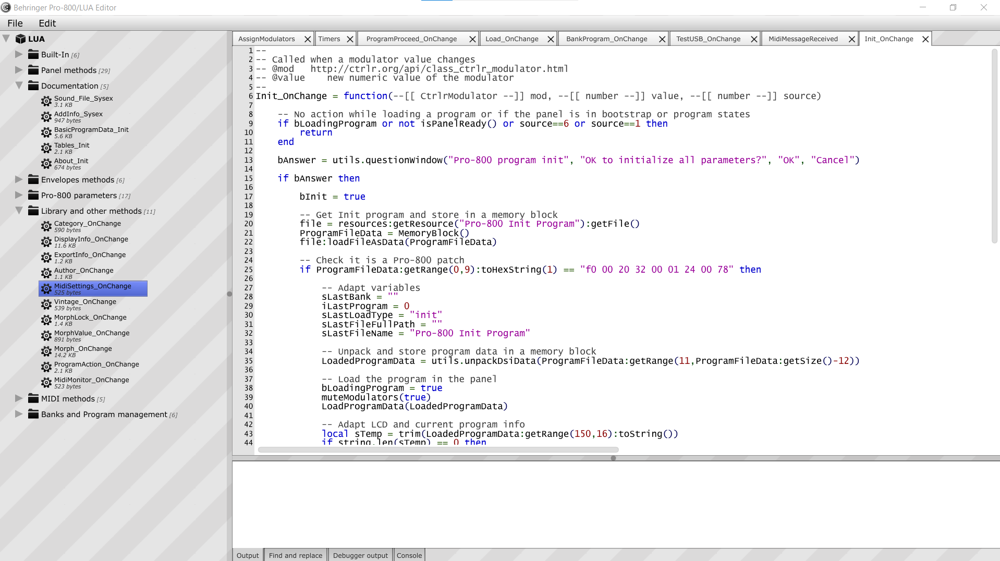 Behringer Pro-800/LUA Editor
File Edit
LUA
Built-In [6]
Panel methods [29]
Documentation [5]
Sound_File_Sysex
3.1 KB
AddInfo_Sysex
947 bytes
BasicProgramData_Init
5.6 KB
Tables_Init
2.1 KB
About_Init
674 bytes
Envelopes methods [6]
Pro-800 parameters [17]
Library and other methods [11]
Category_OnChange
590 bytes
DisplayInfo_OnChange
11.6 KB
ExportInfo_OnChange
1.2 KB
Author_OnChange
1.1 KB
MidiSettings_OnChange
525 bytes
Vintage_OnChange
539 bytes
MorphLock_OnChange
1.4 KB
MorphValue_OnChange
891 bytes
Morph_OnChange
14.2 KB
ProgramAction_OnChange
2.1 KB
MidiMonitor_OnChange
523 bytes
MIDI methods [5]
Banks and Program management [6]
AssignModulators Timers ProgramProceed_OnChange Load_OnChange BankProgram_OnChange TestUSB_OnChange MidiMessageReceived Init_OnChange
1 --
2 -- Called when a modulator value changes
3 -- @mod   http://ctrlr.org/api/class_ctrlr_modulator.html
4 -- @value    new numeric value of the modulator
5 --
6 Init_OnChange = function(--[[ CtrlrModulator --]] mod, --[[ number --]] value, --[[ number --]] source)
7
8     -- No action while loading a program or if the panel is in bootstrap or program states
9     if bLoadingProgram or not isPanelReady() or source==6 or source==1 then
10         return
11     end
12
13     bAnswer = utils.questionWindow("Pro-800 program init", "OK to initialize all parameters?", "OK", "Cancel")
14
15     if bAnswer then
16
17         bInit = true
18
19         -- Get Init program and store in a memory block
20         file = resources:getResource("Pro-800 Init Program"):getFile()
21         ProgramFileData = MemoryBlock()
22         file:loadFileAsData(ProgramFileData)
23
24         -- Check it is a Pro-800 patch
25         if ProgramFileData:getRange(0,9):toHexString(1) == "f0 00 20 32 00 01 24 00 78" then
26
27             -- Adapt variables
28             sLastBank = ""
29             iLastProgram = 0
30             sLastLoadType = "init"
31             sLastFileFullPath = ""
32             sLastFileName = "Pro-800 Init Program"
33
34             -- Unpack and store program data in a memory block
35             LoadedProgramData = utils.unpackDsiData(ProgramFileData:getRange(11,ProgramFileData:getSize()-12))
36
37             -- Load the program in the panel
38             bLoadingProgram = true
39             muteModulators(true)
40             LoadProgramData(LoadedProgramData)
41
42             -- Adapt LCD and current program info
43             local sTemp = trim(LoadedProgramData:getRange(150,16):toString())
44             if string.len(sTemp) == 0 then
Output Find and replace Debugger output Console